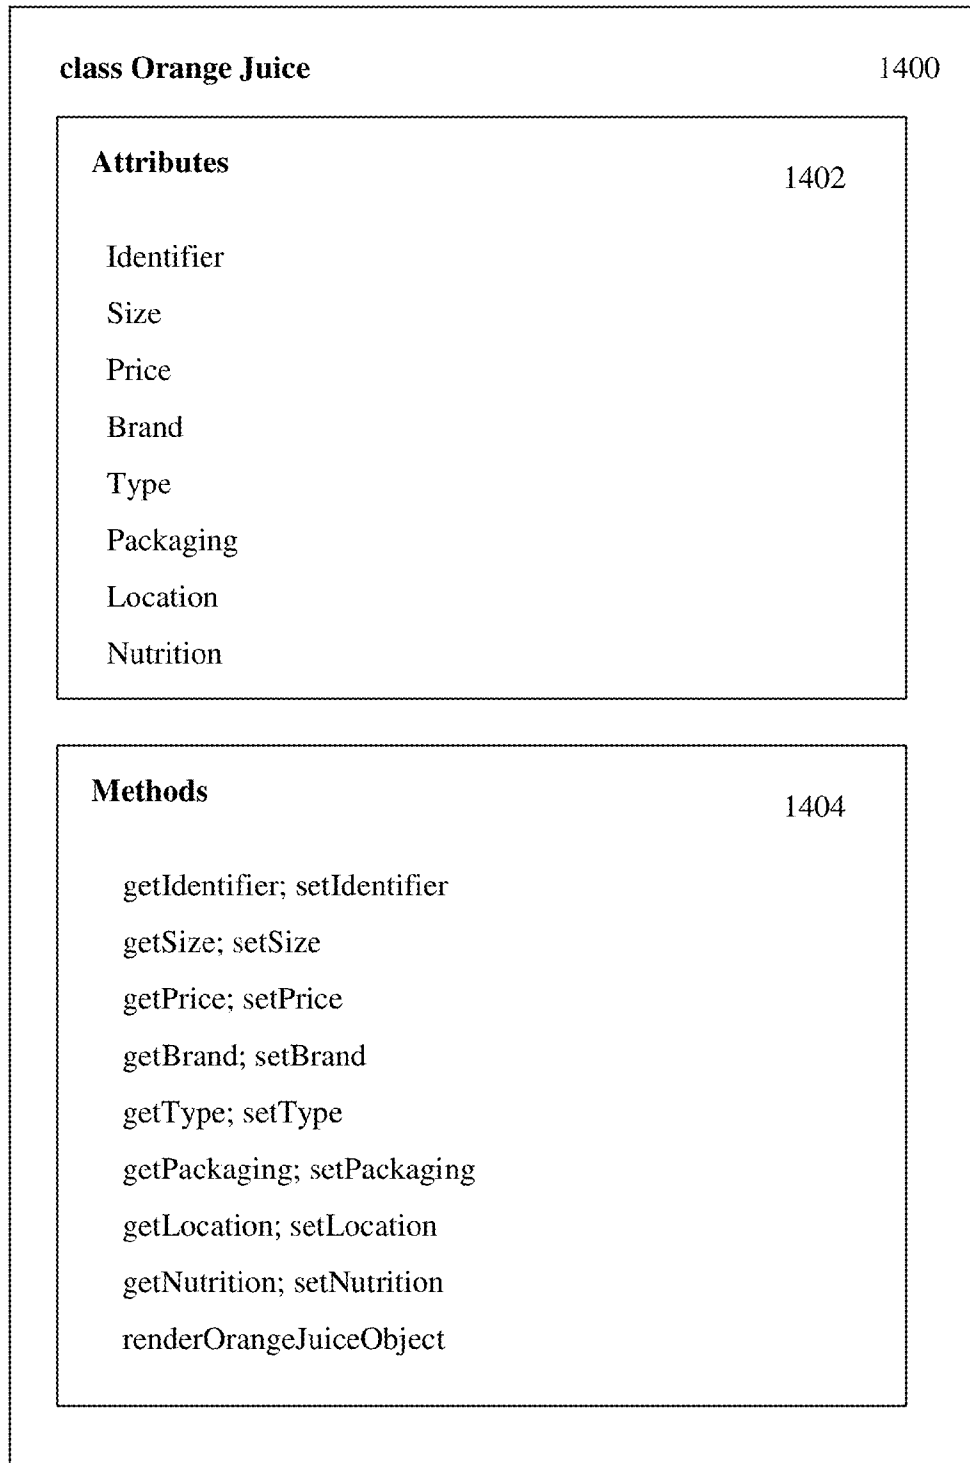 class Orange Juice 1400
Attributes
1402
Identifier
Size
Price
Brand
Type
Packaging
Location
Nutrition
Methods
1404
getIdentifier; setIdentifier
getSize; setSize
getPrice; setPrice
getBrand; setBrand
getType; setType
getPackaging; setPackaging
getLocation; setLocation
getNutrition; setNutrition
renderOrangeJuiceObject